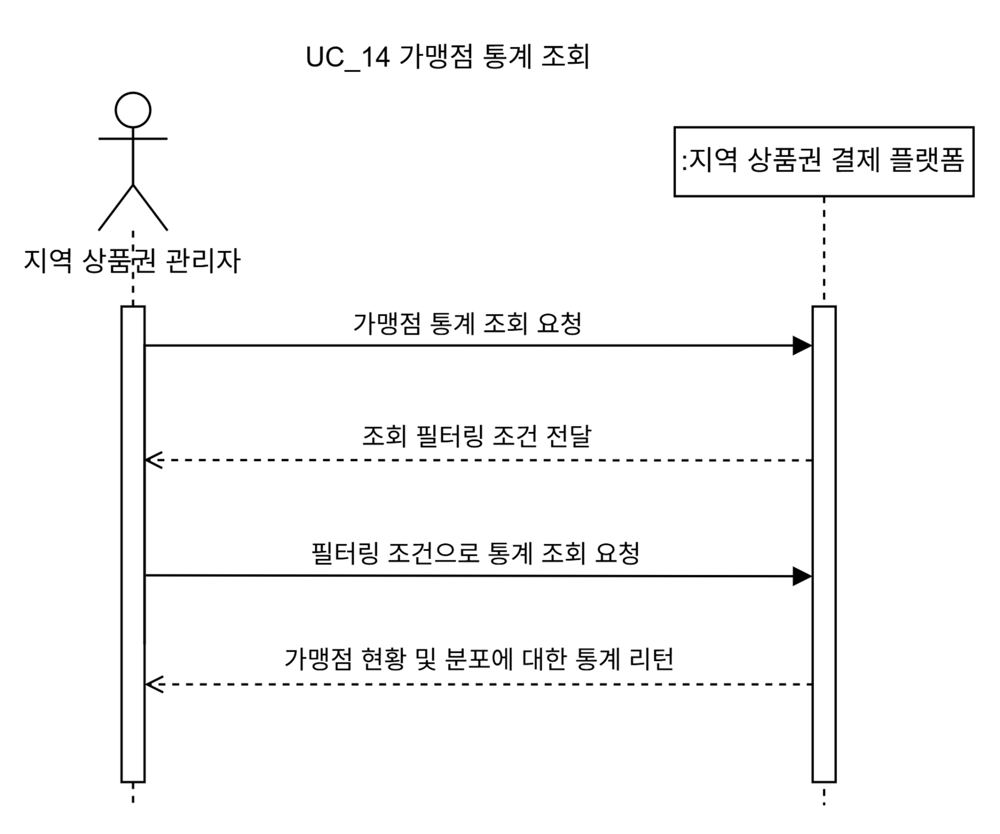 UC_14 가맹점 통계 조회
:지역 상품권 결제 플랫폼
지역 상품권 관리자
가맹점 통계 조회 요청
조회 필터링 조건 전달
필터링 조건으로 통계 조회 요청
가맹점 현황 및 분포에 대한 통계 리턴